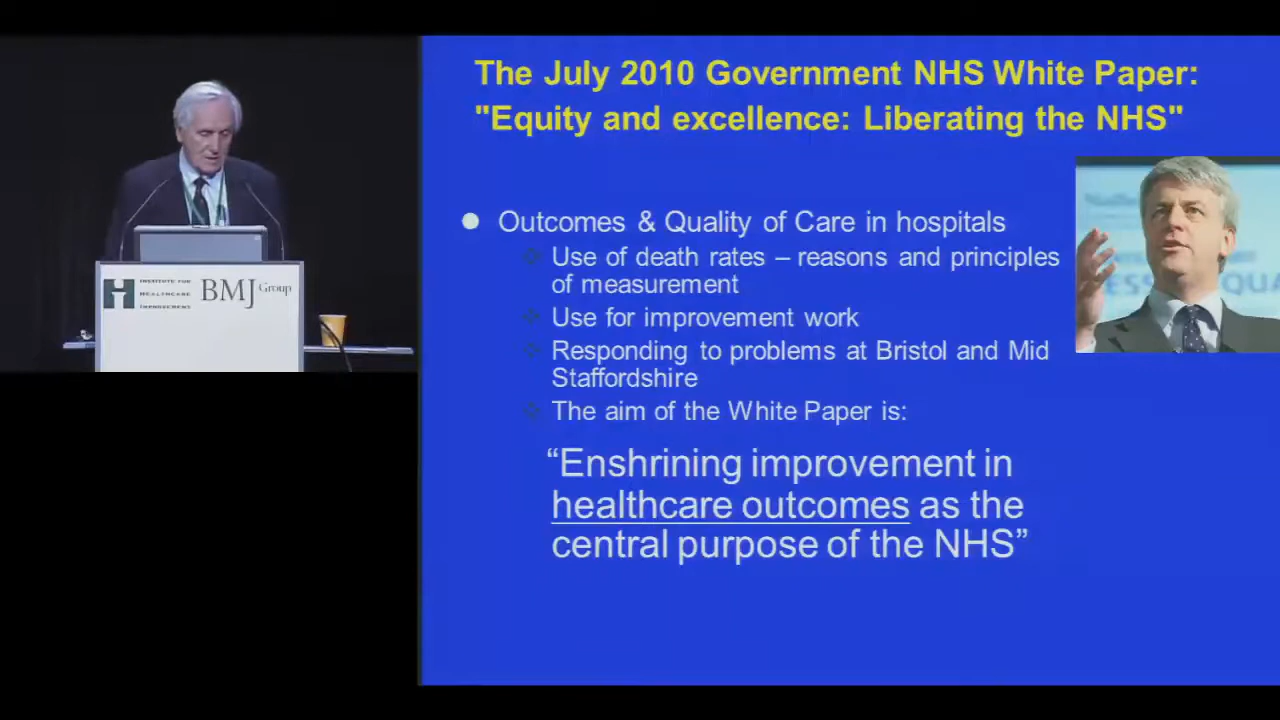 The July 2010 Government NHS White Paper:
"Equity and excellence: Liberating the NHS"
Outcomes & Quality of Care in hospitals
Use of death rates – reasons and principles
of measurement
Use for improvement work
Responding to problems at Bristol and Mid
Staffordshire
The aim of the White Paper is:
“Enshrining improvement in
healthcare outcomes as the
central purpose of the NHS”
INSTITUTE FOR
HEALTHCARE
IMPROVEMENT
BMJ Group